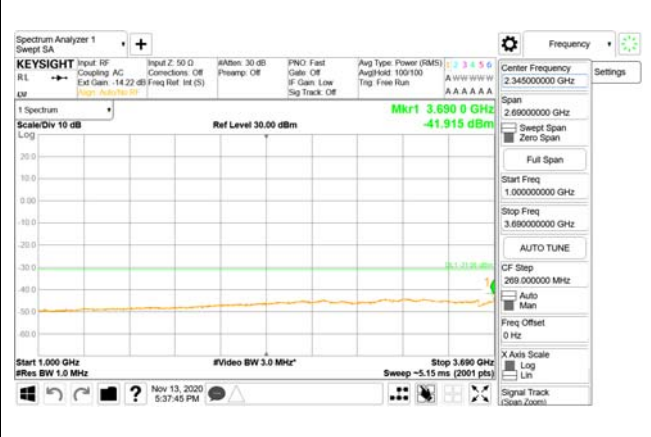 Spectrum Analyzer 1
Swept SA
Frequency
KEYSIGHT
RL
Input: RF
Coupling: AC
Ext Gain: -14.22 dB
Align: Auto/No RF
Input Z: 50 Ω
Corrections: Off
Freq Ref: Int (S)
#Atten: 30 dB
Preamp: Off
PNO: Fast
Gate: Off
IF Gain: Low
Sig Track: Off
Avg Type: Power (RMS)
Avg|Hold: 100/100
Trig: Free Run
1 2 3 4 5 6
A W W W W W
A A A A A A
1 Spectrum
Scale/Div 10 dB
Log
Ref Level 30.00 dBm
Mkr1 3.690 0 GHz
-41.915 dBm
20.0
10.0
0.00
-10.0
-20.0
-30.0
-40.0
-50.0
-60.0
1
Start 1.000 GHz
#Res BW 1.0 MHz
#Video BW 3.0 MHz*
Stop 3.690 GHz
Sweep ~5.15 ms (2001 pts)
Nov 13, 2020
5:37:45 PM
Center Frequency
2.345000000 GHz
Settings
Span
2.69000000 GHz
Swept Span
Zero Span
Full Span
Start Freq
1.000000000 GHz
Stop Freq
3.690000000 GHz
AUTO TUNE
CF Step
269.000000 MHz
Auto
Man
Freq Offset
0 Hz
X Axis Scale
Log
Lin
Signal Track
(Span Zoom)